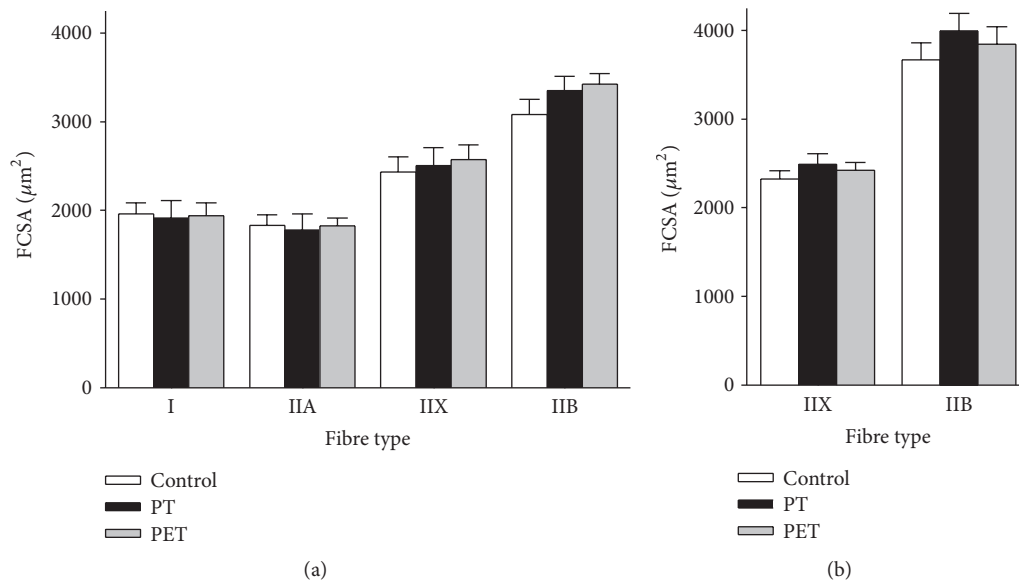 4000
3000
2000
1000
0
FCSA (μm²)
I IIA IIX IIB
Fibre type
Control
PT
PET
(a)
4000
3000
2000
1000
0
FCSA (μm²)
IIX IIB
Fibre type
Control
PT
PET
(b)